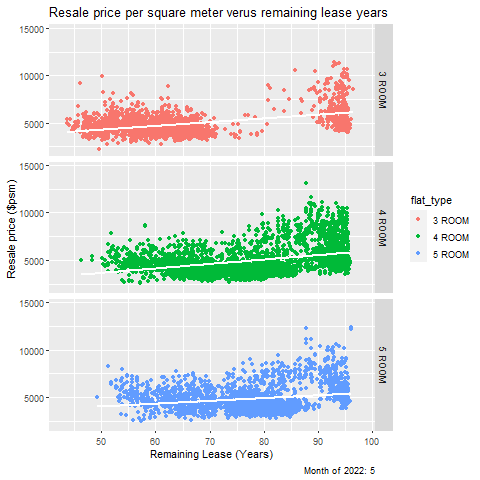 Resale price per square meter verus remaining lease years
15000
10000
5000
3 ROOM
15000
10000
5000
4 ROOM
15000
10000
5000
5 ROOM
Resale price ($psm)
50
60
70
80
90
100
Remaining Lease (Years)
flat_type
3 ROOM
4 ROOM
5 ROOM
Month of 2022: 5